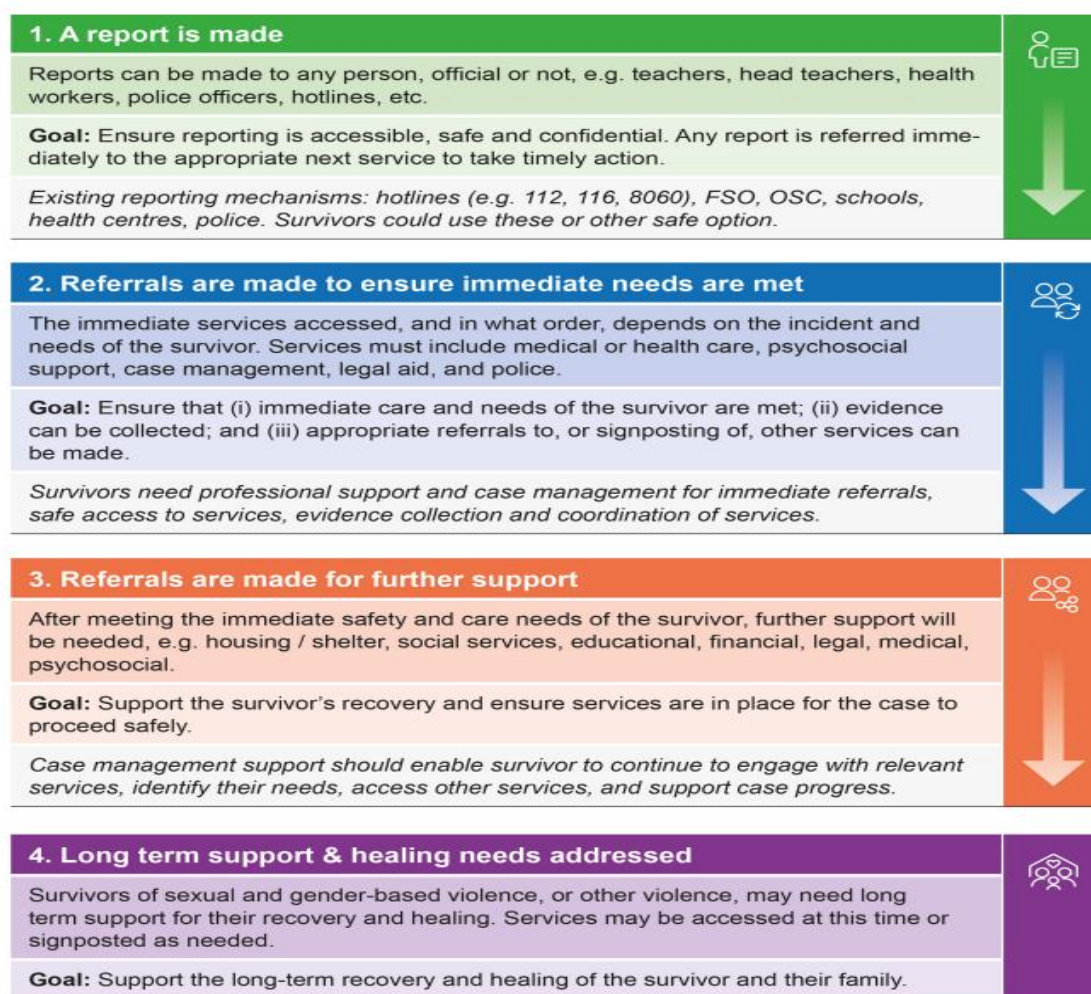 1. A report is made
Reports can be made to any person, official or not, e.g. teachers, head teachers, health
workers, police officers, hotlines, etc.
Goal: Ensure reporting is accessible, safe and confidential. Any report is referred imme-
diately to the appropriate next service to take timely action.
Existing reporting mechanisms: hotlines (e.g. 112, 116, 8060), FSO, OSC, schools,
health centres, police. Survivors could use these or other safe option.
2. Referrals are made to ensure immediate needs are met
The immediate services accessed, and in what order, depends on the incident and
needs of the survivor. Services must include medical or health care, psychosocial
support, case management, legal aid, and police.
Goal: Ensure that (i) immediate care and needs of the survivor are met; (ii) evidence
can be collected; and (iii) appropriate referrals to, or signposting of, other services can
be made.
Survivors need professional support and case management for immediate referrals,
safe access to services, evidence collection and coordination of services.
3. Referrals are made for further support
After meeting the immediate safety and care needs of the survivor, further support will
be needed, e.g. housing / shelter, social services, educational, financial, legal, medical,
psychosocial.
Goal: Support the survivor's recovery and ensure services are in place for the case to
proceed safely.
Case management support should enable survivor to continue to engage with relevant
services, identify their needs, access other services, and support case progress.
4. Long term support & healing needs addressed
Survivors of sexual and gender-based violence, or other violence, may need long
term support for their recovery and healing. Services may be accessed at this time or
signposted as needed.
Goal: Support the long-term recovery and healing of the survivor and their family.